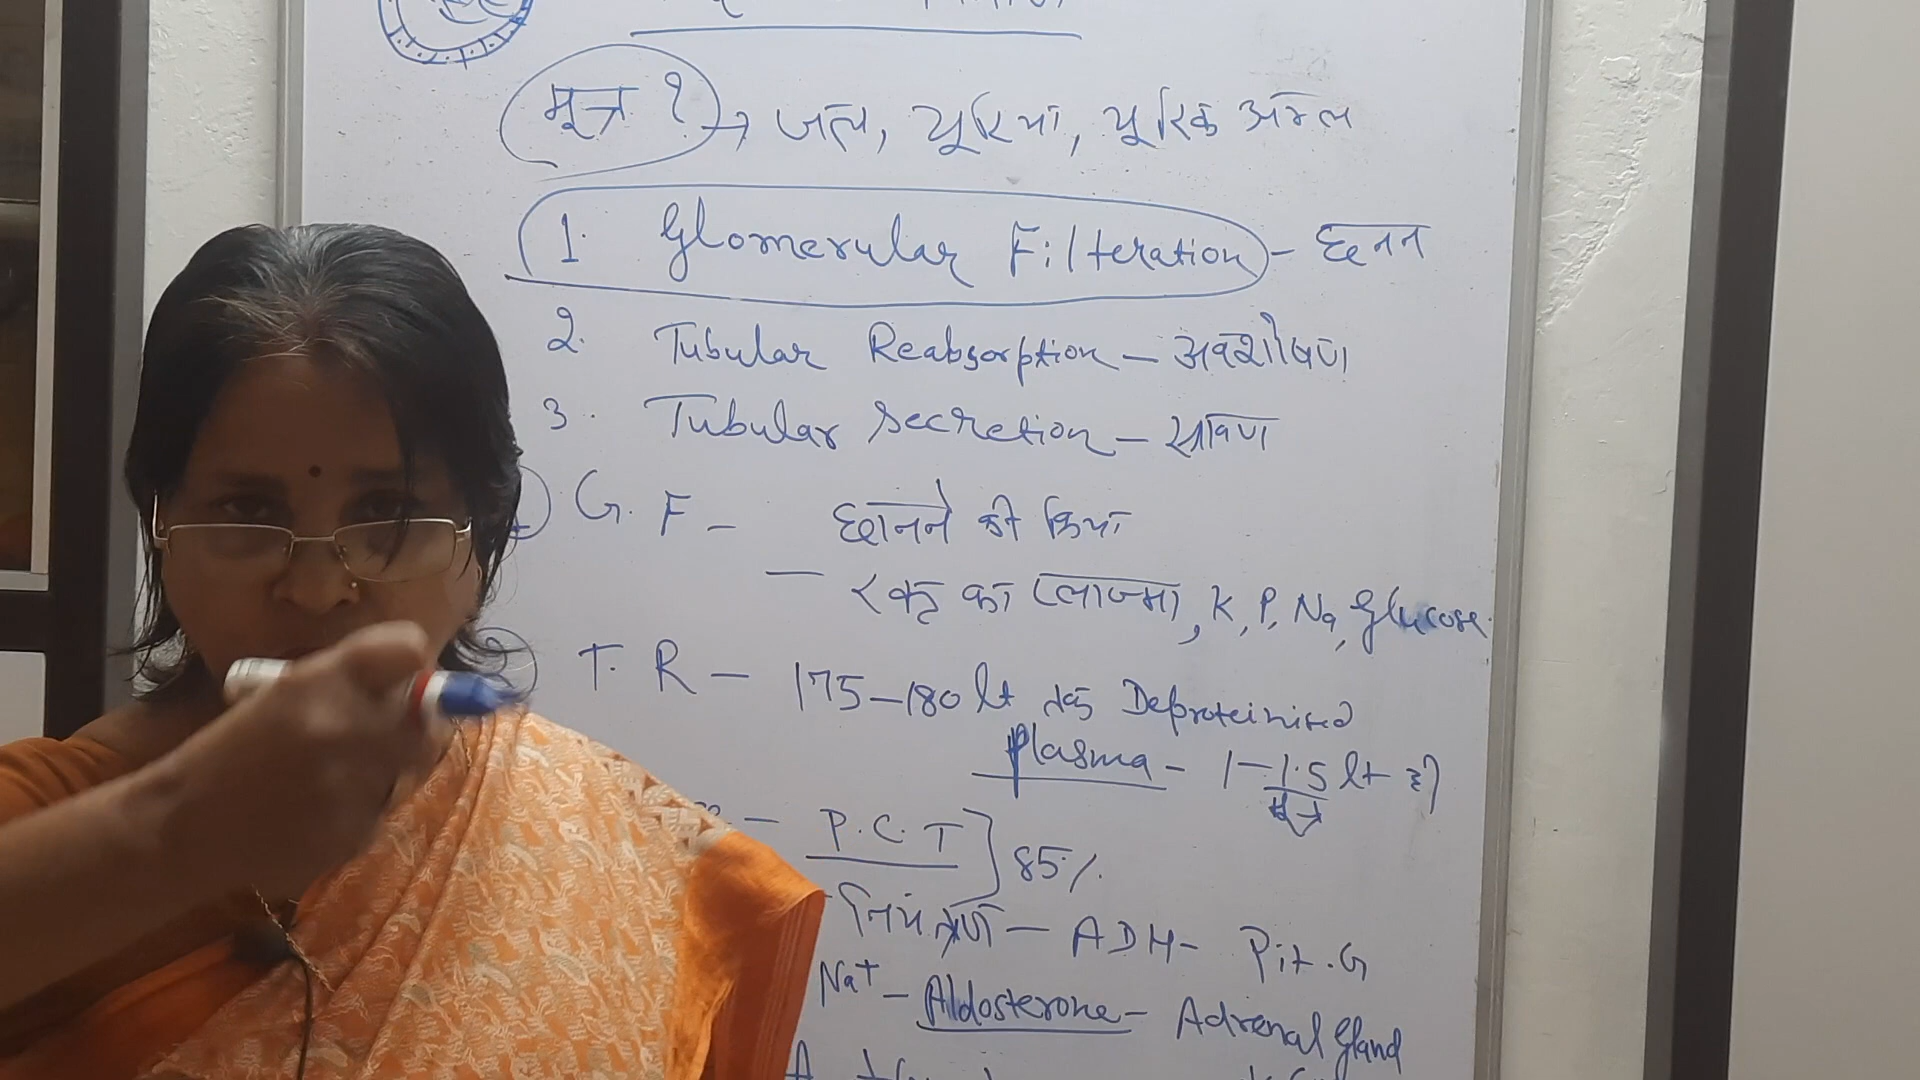 मूत्र ? → जल, यूरिया, यूरिक अम्ल
1. Glomerular Filteration - छनन
2. Tubular Reabsorption - अवशोषण
3. Tubular Secretion - स्रावण
G. F - छानने की क्रिया
- रक्त का प्लाज्मा, K, P, Na, Glucose
T. R - 175-180 lt तक Deproteinised
Plasma - 1-1.5 lt ही
मूत्र
- P.C.T ] 85%
- नियंत्रण - ADH - Pit. G
Na+ - Aldosterone - Adrenal Gland